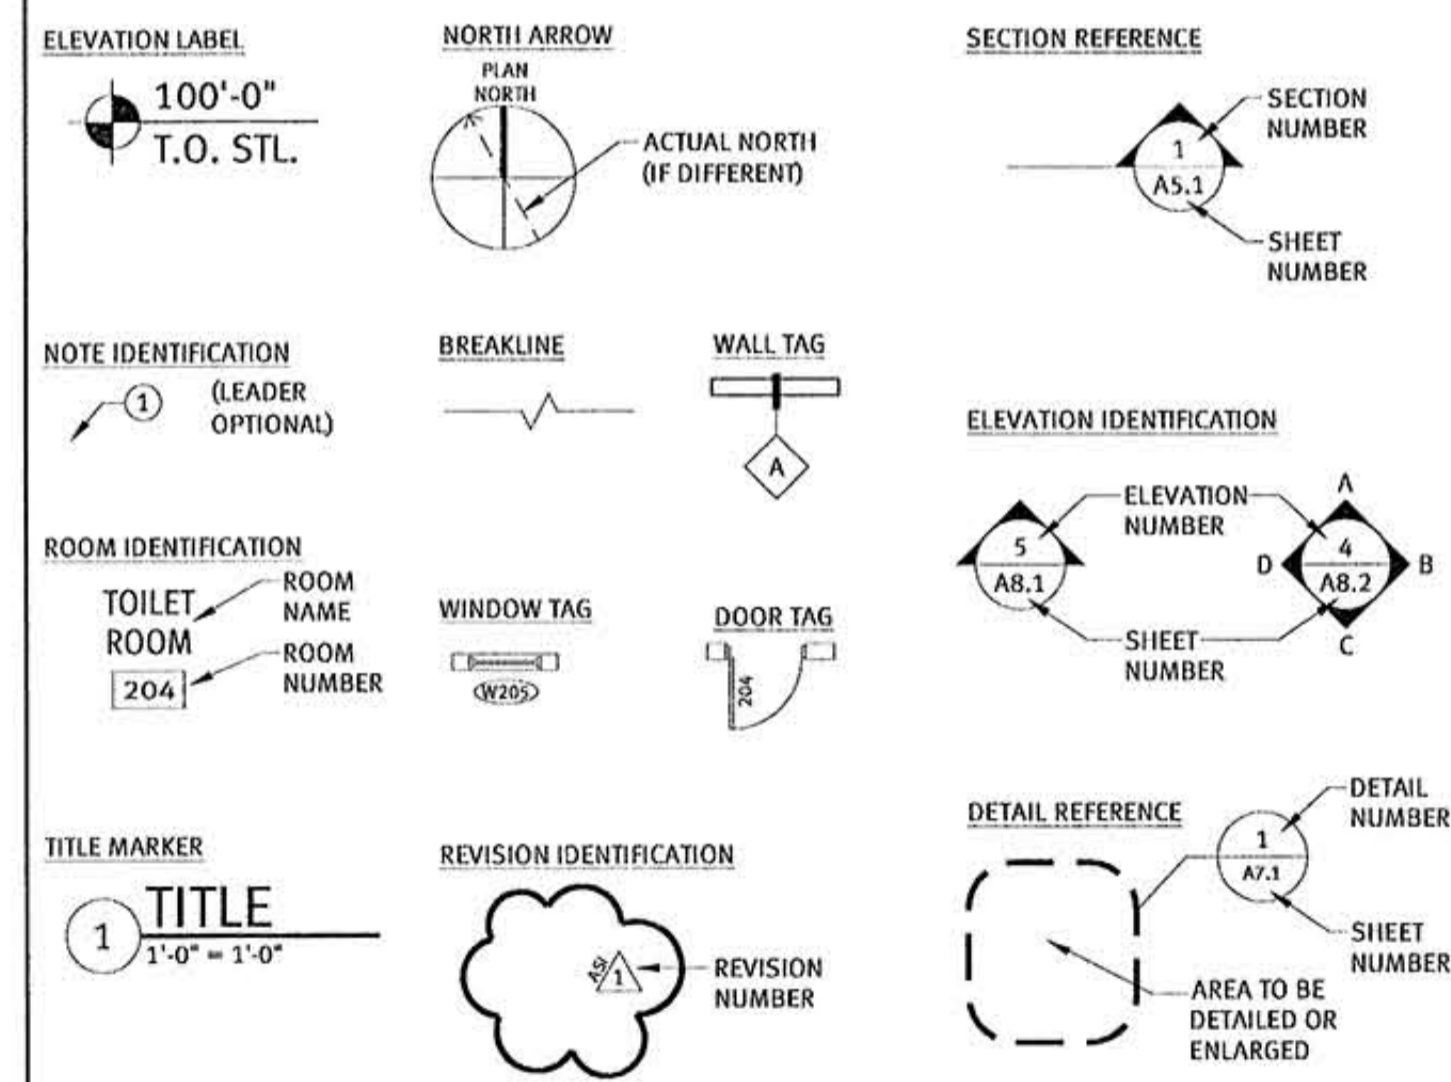 ELEVATION LABEL
100'-0"
T.O. STL.
NORTH ARROW
PLAN
NORTH
ACTUAL NORTH
(IF DIFFERENT)
SECTION REFERENCE
1
A5.1
SECTION
NUMBER
SHEET
NUMBER
NOTE IDENTIFICATION
1
(LEADER
OPTIONAL)
BREAKLINE
WALL TAG
A
ELEVATION IDENTIFICATION
5
A8.1
ELEVATION
NUMBER
SHEET
NUMBER
A
D
4
B
A8.2
C
ROOM IDENTIFICATION
TOILET
ROOM
204
ROOM
NAME
ROOM
NUMBER
WINDOW TAG
W205
DOOR TAG
204
TITLE MARKER
1
TITLE
1'-0" = 1'-0"
REVISION IDENTIFICATION
ASI
1
REVISION
NUMBER
DETAIL REFERENCE
1
A7.1
DETAIL
NUMBER
SHEET
NUMBER
AREA TO BE
DETAILED OR
ENLARGED